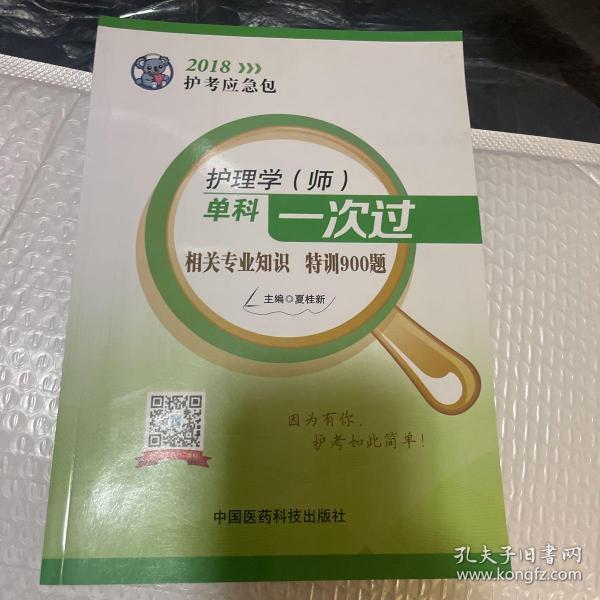 2018 》》》
护考应急包
护理学（师）
单科 一次过
相关专业知识 特训900题
主编◎夏桂新
因为有你，
护考如此简单！
中国医药科技出版社
孔夫子旧书网
www.kongfz.com